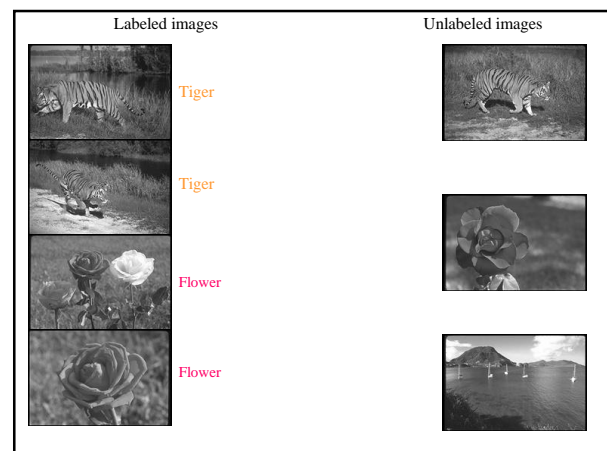 Labeled images
Unlabeled images
Tiger
Tiger
Flower
Flower